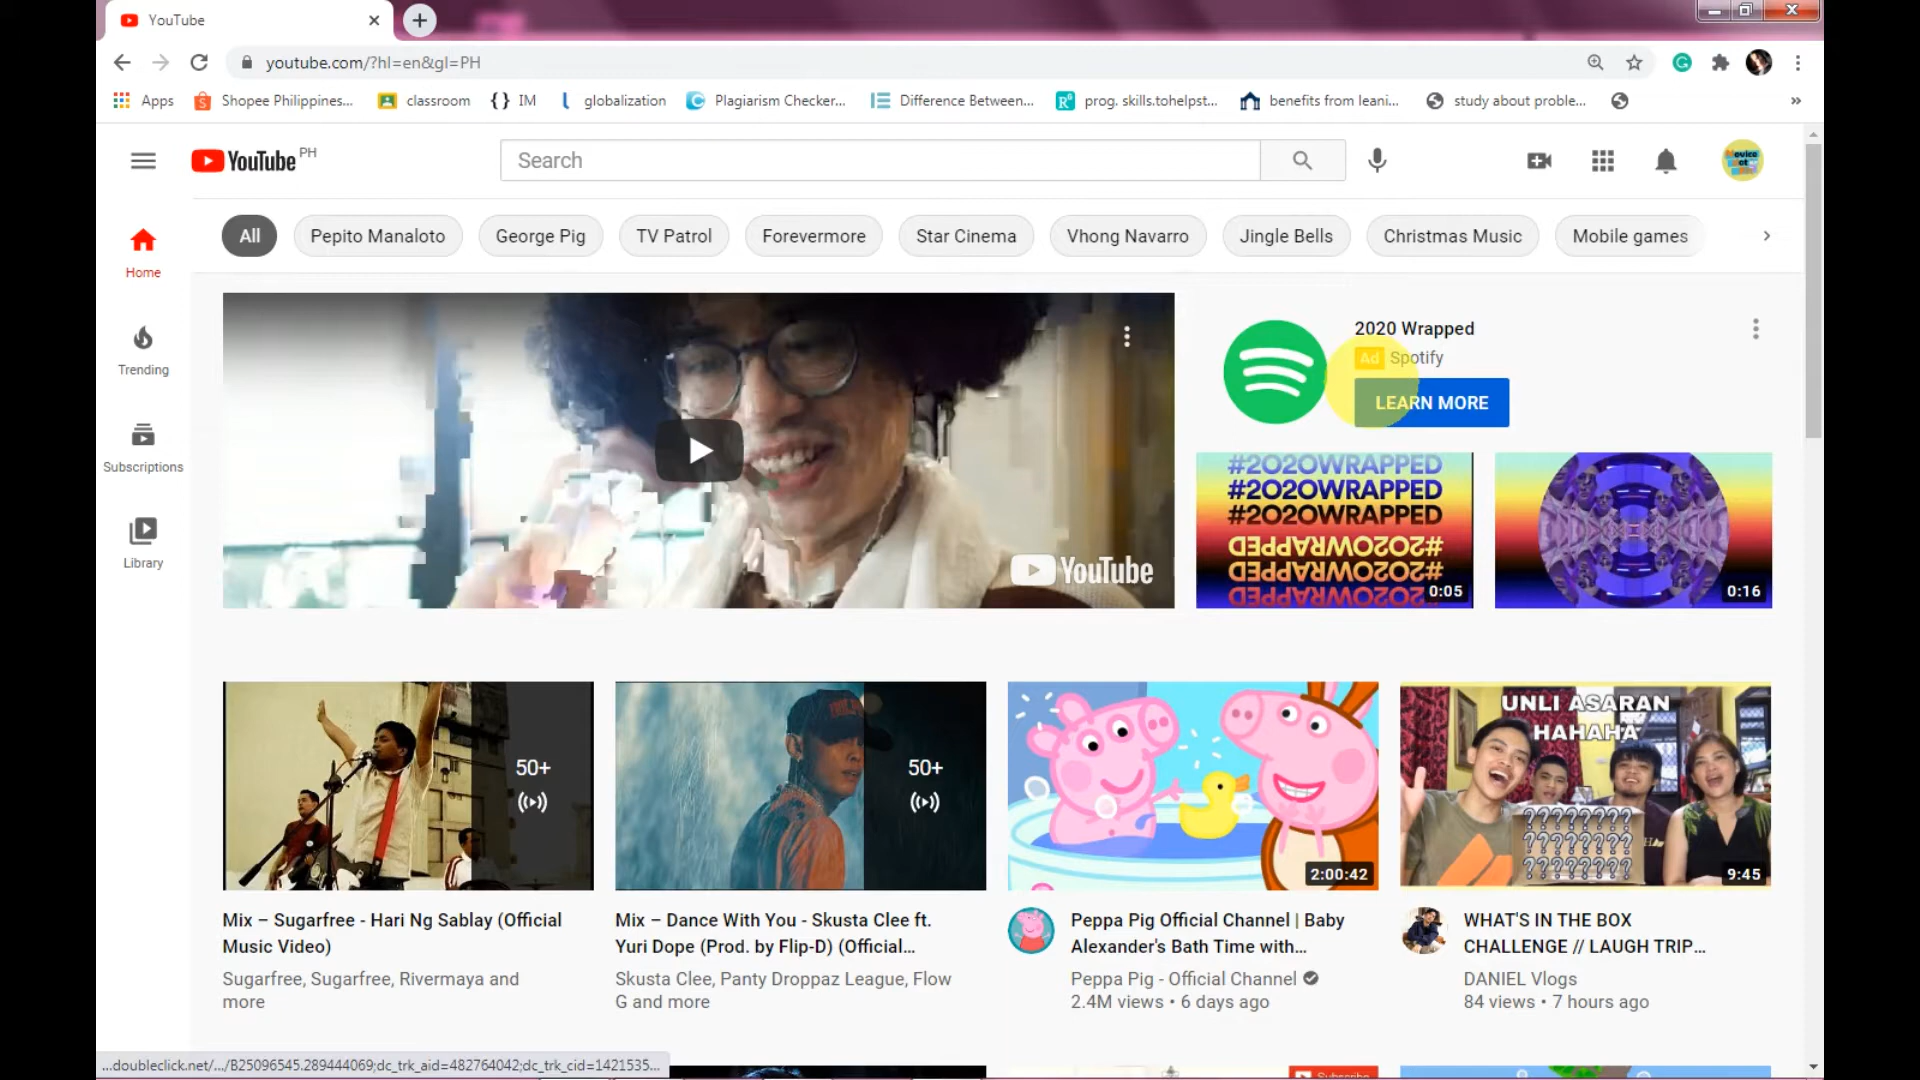 YouTube
youtube.com/?hl=en&gl=PH
Apps
Shopee Philippines...
classroom
{ } IM
globalization
Plagiarism Checker...
Difference Between...
prog. skills.tohelpst...
benefits from leani...
study about proble...
»
YouTube PH
Search
All
Pepito Manaloto
George Pig
TV Patrol
Forevermore
Star Cinema
Vhong Navarro
Jingle Bells
Christmas Music
Mobile games
Home
Trending
Subscriptions
Library
YouTube
2020 Wrapped
Ad Spotify
LEARN MORE
#2020WRAPPED
#2020WRAPPED
#2020WRAPPED
#2020WRAPPED
#2020WRAPPED
#2020WRAPPED
0:05
0:16
50+
50+
2:00:42
UNLI ASARAN
HAHAHA
????????
????????
????????
9:45
Mix – Sugarfree - Hari Ng Sablay (Official
Music Video)
Sugarfree, Sugarfree, Rivermaya and
more
Mix – Dance With You - Skusta Clee ft.
Yuri Dope (Prod. by Flip-D) (Official...
Skusta Clee, Panty Droppaz League, Flow
G and more
Peppa Pig Official Channel | Baby
Alexander's Bath Time with...
Peppa Pig - Official Channel
2.4M views • 6 days ago
WHAT'S IN THE BOX
CHALLENGE // LAUGH TRIP...
DANIEL Vlogs
84 views • 7 hours ago
...doubleclick.net/.../B25096545.289444069;dc_trk_aid=482764042;dc_trk_cid=1421535...
Subscribe